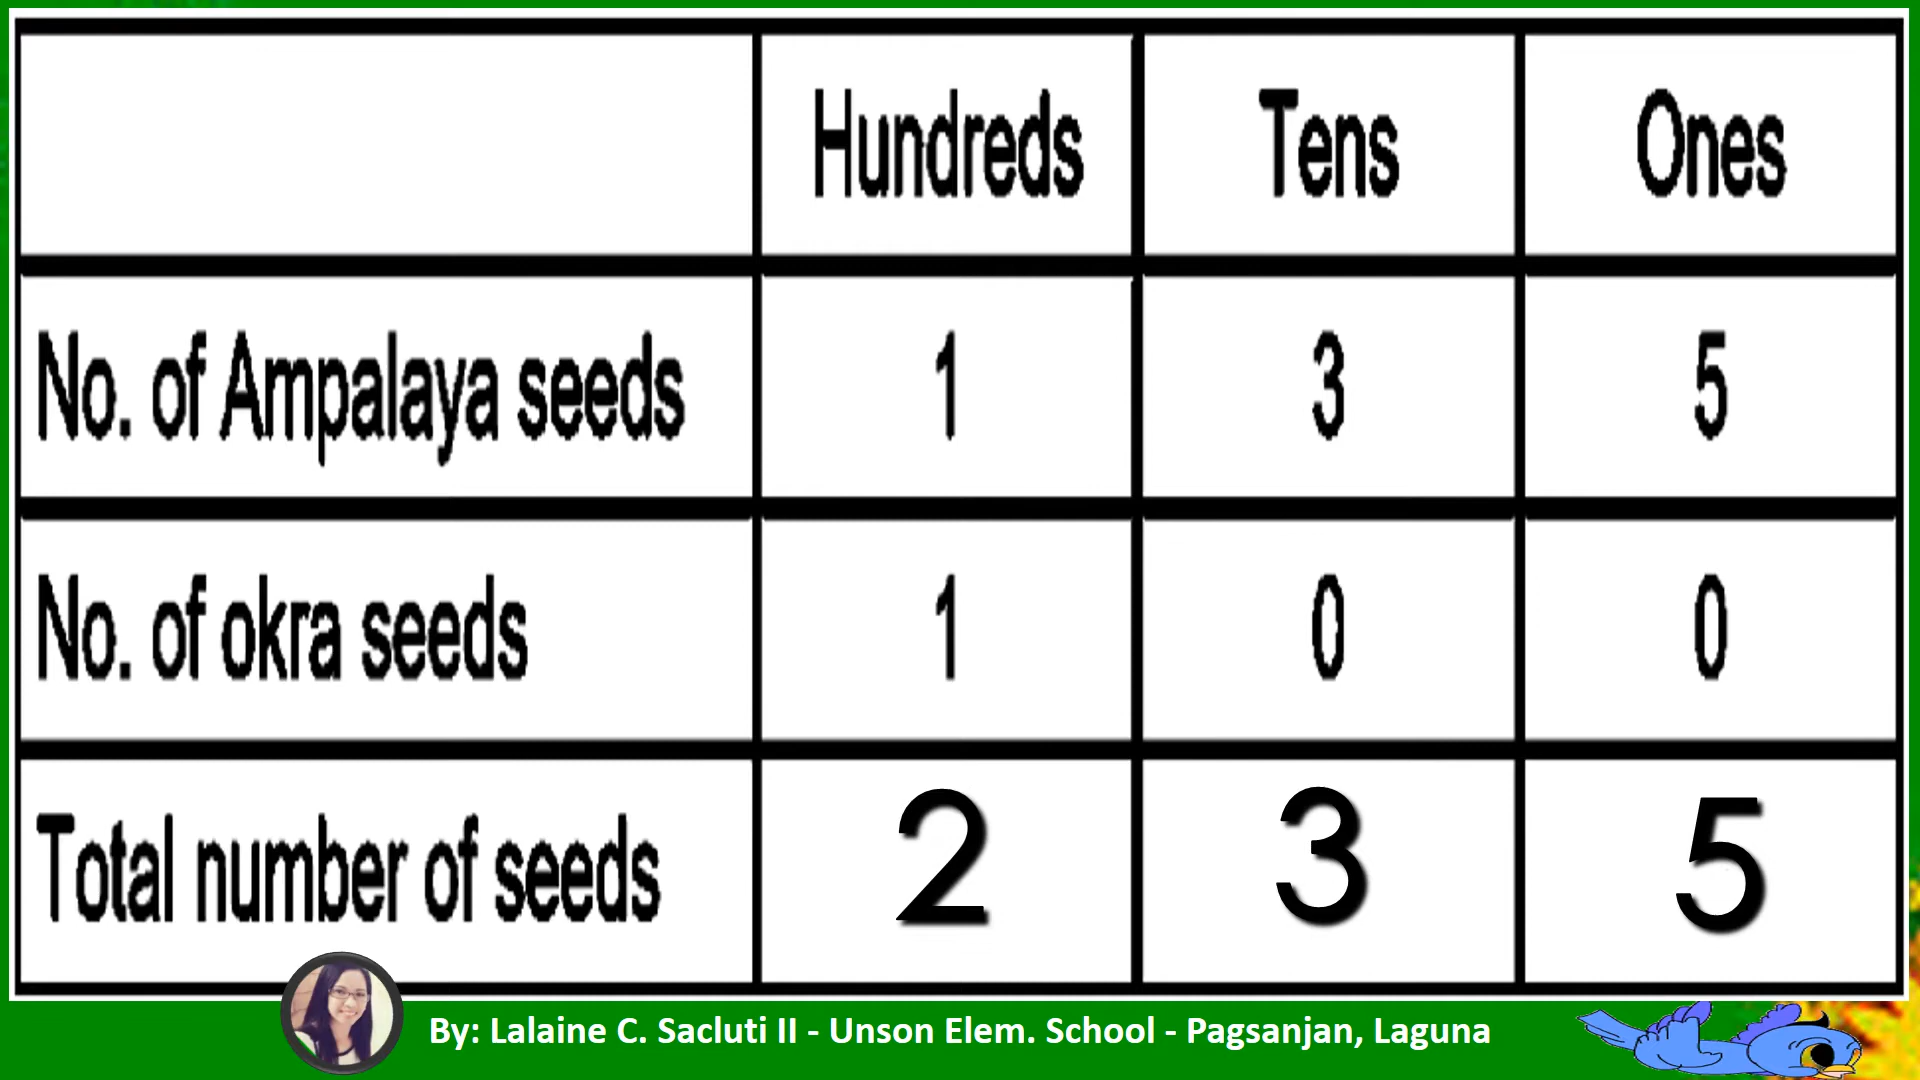 Hundreds Tens Ones
No. of Ampalaya seeds 1 3 5
No. of okra seeds 1 0 0
Total number of seeds 2 3 5
By: Lalaine C. Sacluti II - Unson Elem. School - Pagsanjan, Laguna